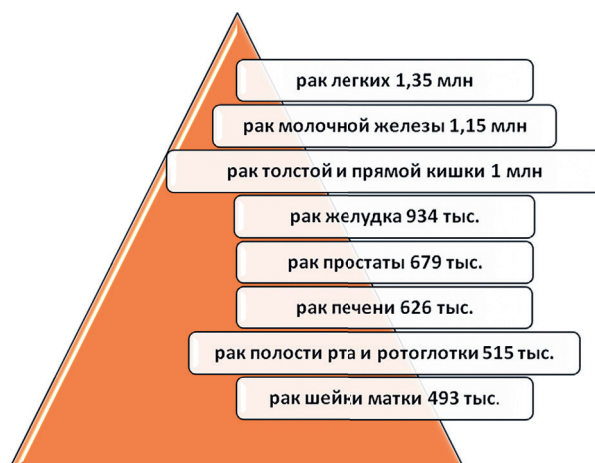 рак легких 1,35 млн
рак молочной железы 1,15 млн
рак толстой и прямой кишки 1 млн
рак желудка 934 тыс.
рак простаты 679 тыс.
рак печени 626 тыс.
рак полости рта и ротоглотки 515 тыс.
рак шейки матки 493 тыс.